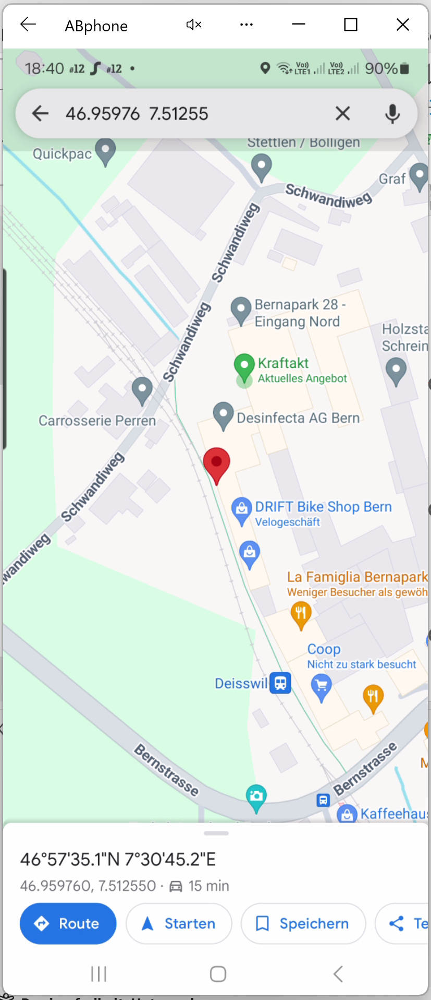 ABphone
18:40 #12 #12 •
Vo)) LTE1 Vo)) LTE2 90%
46.95976 7.51255
Stettlen / Bolligen
Quickpac
Graf
Schwandiweg
Schwandiweg
Schwandiweg
Bernapark 28 -
Eingang Nord
Holzsta
Schrein
Kraftakt
Aktuelles Angebot
Carrosserie Perren
Desinfecta AG Bern
Schwandiweg
DRIFT Bike Shop Bern
Velogeschäft
wandiweg
La Famiglia Bernapark
Weniger Besucher als gewöh
Coop
Nicht zu stark besucht
Deisswil
Bernstrasse
Bernstrasse
M
Kaffeehaus
46°57'35.1"N 7°30'45.2"E
46.959760, 7.512550 · 15 min
Route Starten Speichern Te